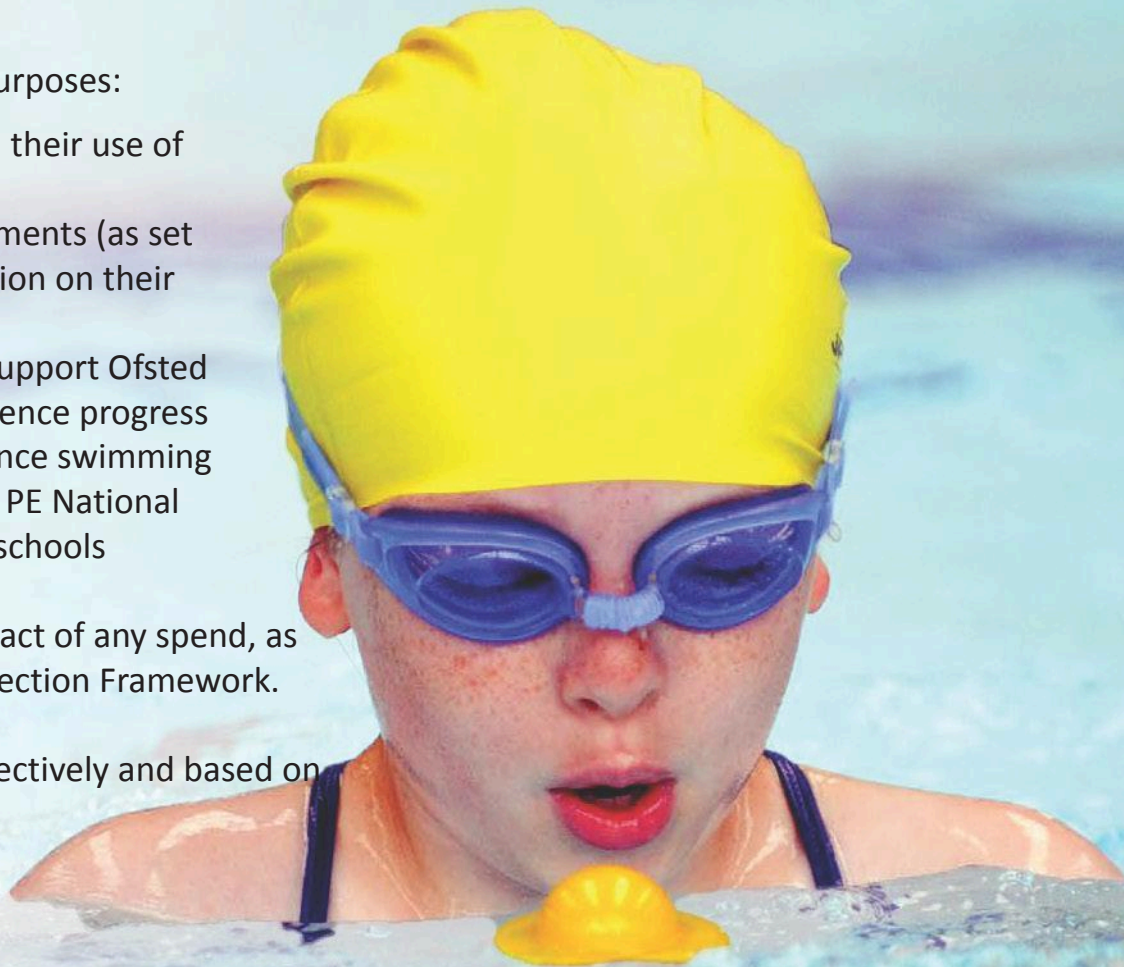 urposes:
their use of
ments (as set
ion on their
upport Ofsted
ence progress
nce swimming
PE National
schools
act of any spend, as
ection Framework.
ectively and based on